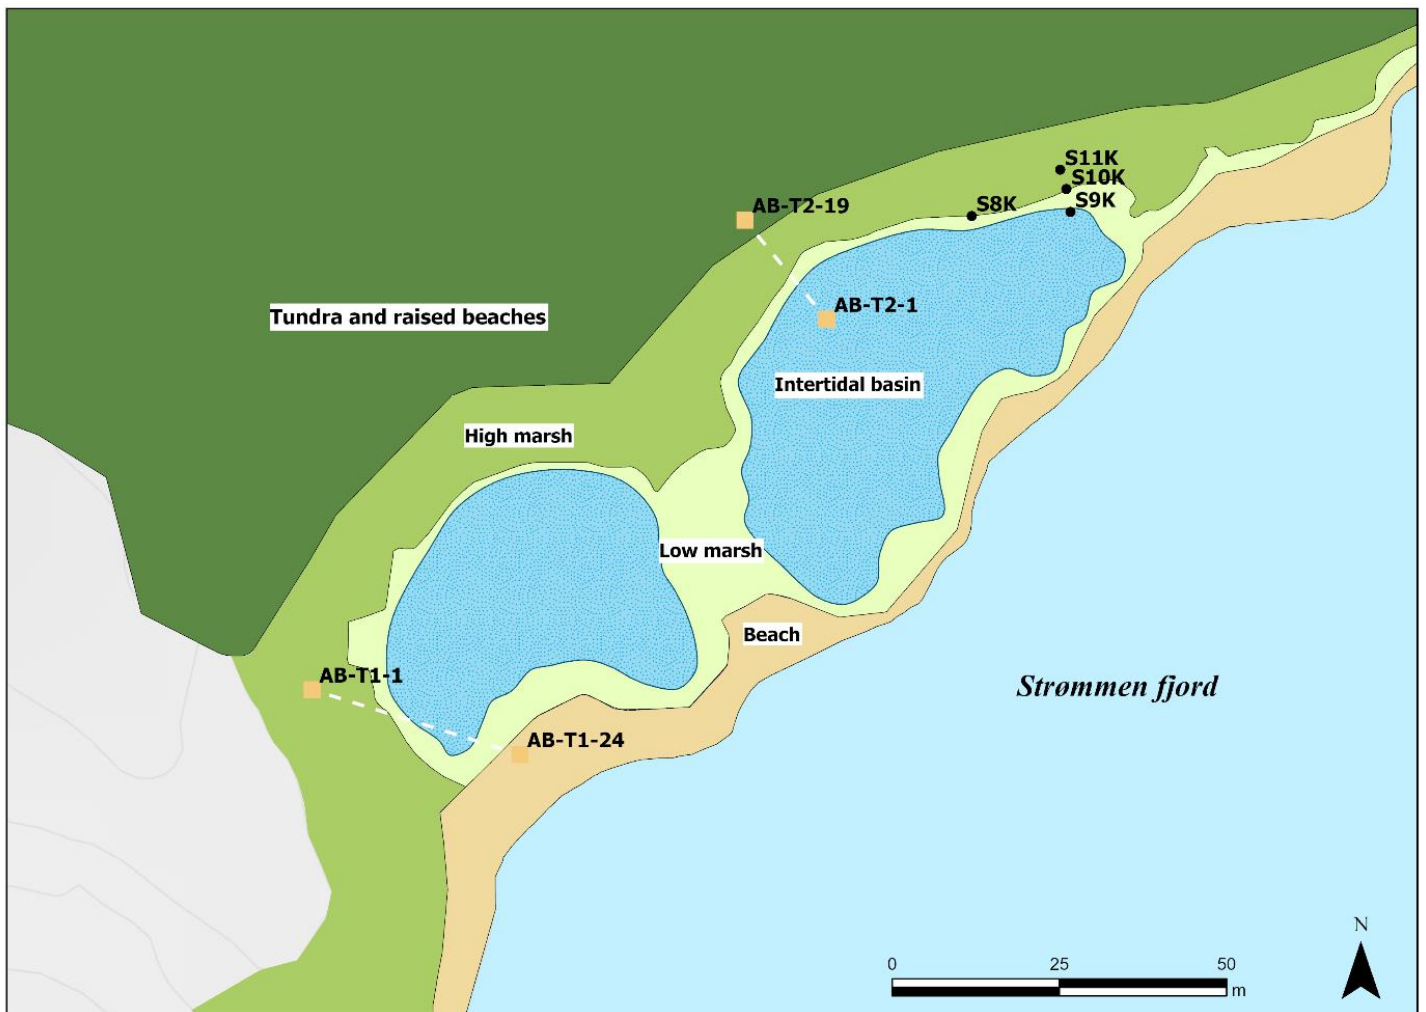 S11K
S10K
S9K
S8K
AB-T2-19
AB-T2-1
Tundra and raised beaches
Intertidal basin
High marsh
Low marsh
Beach
AB-T1-1
Strømmen fjord
AB-T1-24
N
0 25 50
m